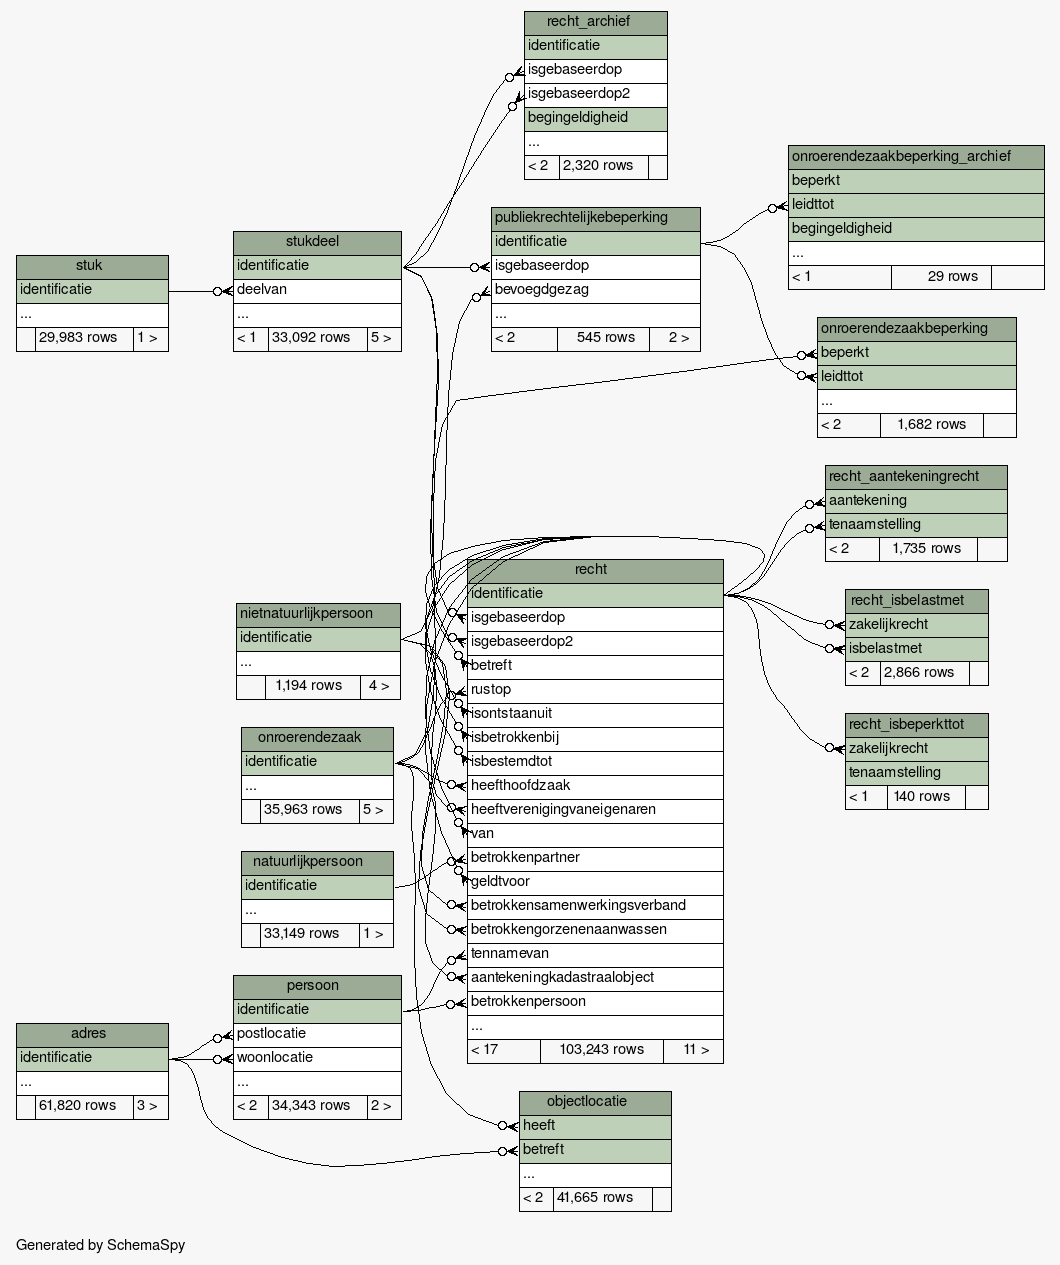 recht_archief
identificatie
isgebaseerdop
isgebaseerdop2
begingeldigheid
...
< 2 2,320 rows
onroerendezaakbeperking_archief
beperkt
leidttot
begingeldigheid
...
< 1 29 rows
publiekrechtelijkebeperking
identificatie
isgebaseerdop
bevoegdgezag
...
< 2 545 rows 2 >
stukdeel
identificatie
deelvan
...
< 1 33,092 rows 5 >
stuk
identificatie
...
29,983 rows 1 >
onroerendezaakbeperking
beperkt
leidttot
...
< 2 1,682 rows
recht_aantekeningrecht
aantekening
tenaamstelling
< 2 1,735 rows
recht
identificatie
isgebaseerdop
isgebaseerdop2
betreft
rustop
isontstaanuit
isbetrokkenbij
isbestemdtot
heefthoofdzaak
heeftverenigingvaneigenaren
van
betrokkenpartner
geldtvoor
betrokkensamenwerkingsverband
betrokkengorzenenaanwassen
tennamevan
aantekeningkadastraalobject
betrokkenpersoon
...
< 17 103,243 rows 11 >
recht_isbelastmet
zakelijkrecht
isbelastmet
< 2 2,866 rows
recht_isbeperkttot
zakelijkrecht
tenaamstelling
< 1 140 rows
nietnatuurlijkpersoon
identificatie
...
1,194 rows 4 >
onroerendezaak
identificatie
...
35,963 rows 5 >
natuurlijkpersoon
identificatie
...
33,149 rows 1 >
persoon
identificatie
postlocatie
woonlocatie
...
< 2 34,343 rows 2 >
adres
identificatie
...
61,820 rows 3 >
objectlocatie
heeft
betreft
...
< 2 41,665 rows
Generated by SchemaSpy